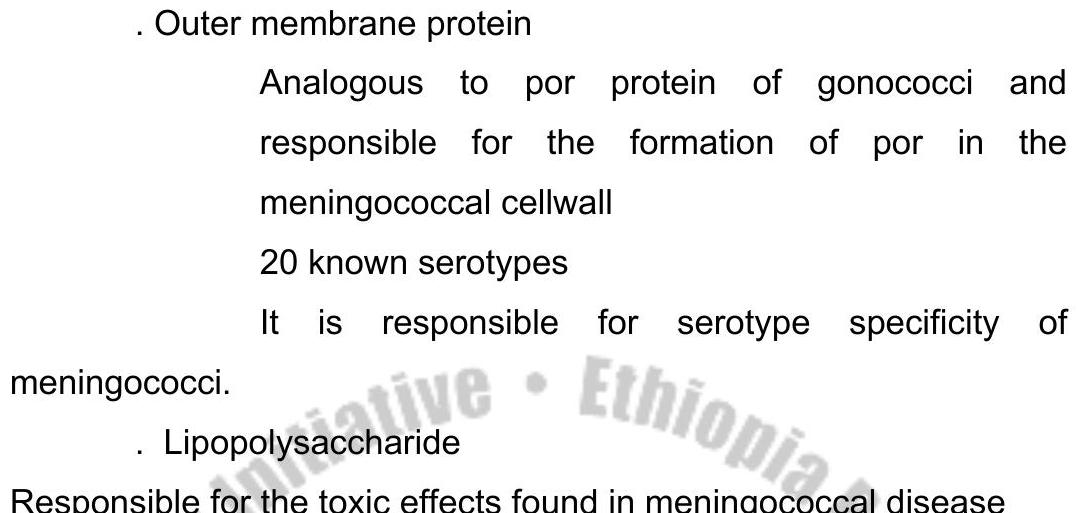 . Outer membrane protein
Analogous to por protein of gonococci and
responsible for the formation of por in the
meningococcal cellwall
20 known serotypes
It is responsible for serotype specificity of
meningococci.
. Lipopolysaccharide
Responsible for the toxic effects found in meningococcal disease
Initiative • Ethiopia